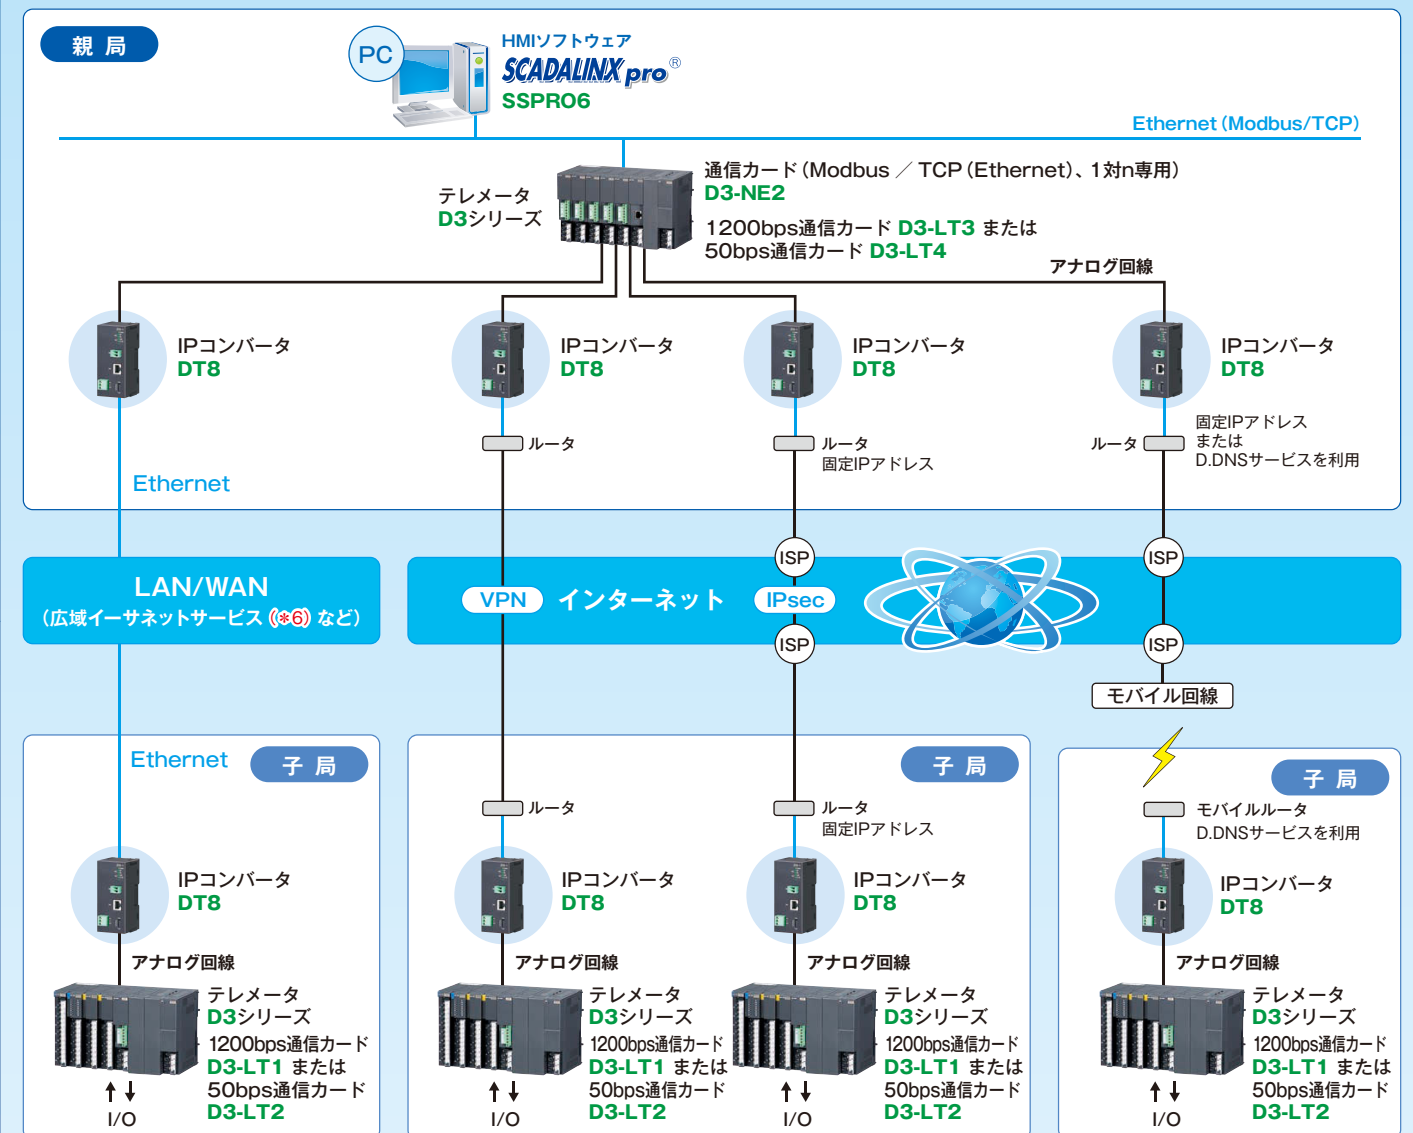 親 局
PC
HMIソフトウェア
SCADALINX pro®
SSPRO6
Ethernet (Modbus/TCP)
テレメータ
D3シリーズ
通信カード (Modbus ／ TCP (Ethernet)、1対n専用)
D3-NE2
1200bps通信カード D3-LT3 または
50bps通信カード D3-LT4
アナログ回線
IPコンバータ
DT8
IPコンバータ
DT8
IPコンバータ
DT8
IPコンバータ
DT8
ルータ
ルータ
固定IPアドレス
ルータ
固定IPアドレス
または
D.DNSサービスを利用
Ethernet
ISP
ISP
LAN/WAN
(広域イーサネットサービス (*6) など)
VPN
インターネット
IPsec
ISP
ISP
モバイル回線
Ethernet
子 局
子 局
子 局
ルータ
ルータ
固定IPアドレス
モバイルルータ
D.DNSサービスを利用
IPコンバータ
DT8
IPコンバータ
DT8
IPコンバータ
DT8
IPコンバータ
DT8
アナログ回線
アナログ回線
アナログ回線
アナログ回線
テレメータ
D3シリーズ
1200bps通信カード
D3-LT1 または
50bps通信カード
D3-LT2
I/O
テレメータ
D3シリーズ
1200bps通信カード
D3-LT1 または
50bps通信カード
D3-LT2
I/O
テレメータ
D3シリーズ
1200bps通信カード
D3-LT1 または
50bps通信カード
D3-LT2
I/O
テレメータ
D3シリーズ
1200bps通信カード
D3-LT1 または
50bps通信カード
D3-LT2
I/O